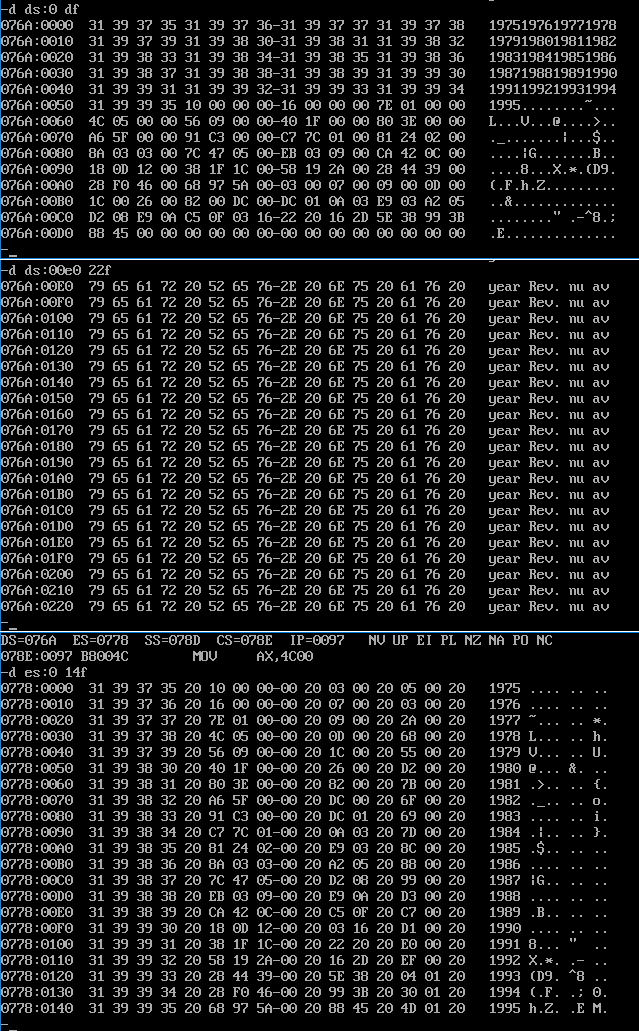 -d ds:0 df
076A:0000  31 39 37 35 31 39 37 36-31 39 37 37 31 39 37 38   1975197619771978
076A:0010  31 39 37 39 31 39 38 30-31 39 38 31 31 39 38 32   1979198019811982
076A:0020  31 39 38 33 31 39 38 34-31 39 38 35 31 39 38 36   1983198419851986
076A:0030  31 39 38 37 31 39 38 38-31 39 38 39 31 39 39 30   1987198819891990
076A:0040  31 39 39 31 31 39 39 32-31 39 39 33 31 39 39 34   1991199219931994
076A:0050  31 39 39 35 10 00 00 00-16 00 00 00 7E 01 00 00   1995........~...
076A:0060  4C 05 00 00 56 09 00 00-40 1F 00 00 80 3E 00 00   L...V...@....>..
076A:0070  A6 5F 00 00 91 C3 00 00-C7 7C 01 00 81 24 02 00   ._.......|...$..
076A:0080  8A 03 03 00 7C 47 05 00-EB 03 09 00 CA 42 0C 00   ....|G.......B..
076A:0090  18 0D 12 00 38 1F 1C 00-58 19 2A 00 28 44 39 00   ....8...X.*.(D9.
076A:00A0  28 F0 46 00 68 97 5A 00-03 00 07 00 09 00 0D 00   (.F.h.Z.........
076A:00B0  1C 00 26 00 82 00 DC 00-DC 01 0A 03 E9 03 A2 05   ..&.............
076A:00C0  D2 08 E9 0A C5 0F 03 16-22 20 16 2D 5E 38 99 3B   ........" .-^8.;
076A:00D0  88 45 00 00 00 00 00 00-00 00 00 00 00 00 00 00   .E..............
-_
-d ds:00e0 22f
076A:00E0  79 65 61 72 20 52 65 76-2E 20 6E 75 20 61 76 20   year Rev. nu av
076A:00F0  79 65 61 72 20 52 65 76-2E 20 6E 75 20 61 76 20   year Rev. nu av
076A:0100  79 65 61 72 20 52 65 76-2E 20 6E 75 20 61 76 20   year Rev. nu av
076A:0110  79 65 61 72 20 52 65 76-2E 20 6E 75 20 61 76 20   year Rev. nu av
076A:0120  79 65 61 72 20 52 65 76-2E 20 6E 75 20 61 76 20   year Rev. nu av
076A:0130  79 65 61 72 20 52 65 76-2E 20 6E 75 20 61 76 20   year Rev. nu av
076A:0140  79 65 61 72 20 52 65 76-2E 20 6E 75 20 61 76 20   year Rev. nu av
076A:0150  79 65 61 72 20 52 65 76-2E 20 6E 75 20 61 76 20   year Rev. nu av
076A:0160  79 65 61 72 20 52 65 76-2E 20 6E 75 20 61 76 20   year Rev. nu av
076A:0170  79 65 61 72 20 52 65 76-2E 20 6E 75 20 61 76 20   year Rev. nu av
076A:0180  79 65 61 72 20 52 65 76-2E 20 6E 75 20 61 76 20   year Rev. nu av
076A:0190  79 65 61 72 20 52 65 76-2E 20 6E 75 20 61 76 20   year Rev. nu av
076A:01A0  79 65 61 72 20 52 65 76-2E 20 6E 75 20 61 76 20   year Rev. nu av
076A:01B0  79 65 61 72 20 52 65 76-2E 20 6E 75 20 61 76 20   year Rev. nu av
076A:01C0  79 65 61 72 20 52 65 76-2E 20 6E 75 20 61 76 20   year Rev. nu av
076A:01D0  79 65 61 72 20 52 65 76-2E 20 6E 75 20 61 76 20   year Rev. nu av
076A:01E0  79 65 61 72 20 52 65 76-2E 20 6E 75 20 61 76 20   year Rev. nu av
076A:01F0  79 65 61 72 20 52 65 76-2E 20 6E 75 20 61 76 20   year Rev. nu av
076A:0200  79 65 61 72 20 52 65 76-2E 20 6E 75 20 61 76 20   year Rev. nu av
076A:0210  79 65 61 72 20 52 65 76-2E 20 6E 75 20 61 76 20   year Rev. nu av
076A:0220  79 65 61 72 20 52 65 76-2E 20 6E 75 20 61 76 20   year Rev. nu av
-_
DS=076A  ES=0778  SS=078D  CS=078E  IP=0097   NV UP EI PL NZ NA PO NC
078E:0097 B8004C        MOV     AX,4C00
-d es:0 14f
0778:0000  31 39 37 35 20 10 00 00-00 20 03 00 20 05 00 20   1975 .... .. ..
0778:0010  31 39 37 36 20 16 00 00-00 20 07 00 20 03 00 20   1976 .... .. ..
0778:0020  31 39 37 37 20 7E 01 00-00 20 09 00 20 2A 00 20   1977 ~... .. *.
0778:0030  31 39 37 38 20 4C 05 00-00 20 0D 00 20 68 00 20   1978 L... .. h.
0778:0040  31 39 37 39 20 56 09 00-00 20 1C 00 20 55 00 20   1979 V... .. U.
0778:0050  31 39 38 30 20 40 1F 00-00 20 26 00 20 D2 00 20   1980 @... &. ..
0778:0060  31 39 38 31 20 80 3E 00-00 20 82 00 20 7B 00 20   1981 .>.. .. {.
0778:0070  31 39 38 32 20 A6 5F 00-00 20 DC 00 20 6F 00 20   1982 ._.. .. o.
0778:0080  31 39 38 33 20 91 C3 00-00 20 DC 01 20 69 00 20   1983 .... .. i.
0778:0090  31 39 38 34 20 C7 7C 01-00 20 0A 03 20 7D 00 20   1984 .|.. .. }.
0778:00A0  31 39 38 35 20 81 24 02-00 20 E9 03 20 8C 00 20   1985 .$.. .. ..
0778:00B0  31 39 38 36 20 8A 03 03-00 20 A2 05 20 88 00 20   1986 .... .. ..
0778:00C0  31 39 38 37 20 7C 47 05-00 20 D2 08 20 99 00 20   1987 |G.. .. ..
0778:00D0  31 39 38 38 20 EB 03 09-00 20 E9 0A 20 D3 00 20   1988 .... .. ..
0778:00E0  31 39 38 39 20 CA 42 0C-00 20 C5 0F 20 C7 00 20   1989 .B.. .. ..
0778:00F0  31 39 39 30 20 18 0D 12-00 20 03 16 20 D1 00 20   1990 .... .. ..
0778:0100  31 39 39 31 20 38 1F 1C-00 20 22 20 20 E0 00 20   1991 8... "  ..
0778:0110  31 39 39 32 20 58 19 2A-00 20 16 2D 20 EF 00 20   1992 X.*. .- ..
0778:0120  31 39 39 33 20 28 44 39-00 20 5E 38 20 04 01 20   1993 (D9. ^8 ..
0778:0130  31 39 39 34 20 28 F0 46-00 20 99 3B 20 30 01 20   1994 (.F. .; 0.
0778:0140  31 39 39 35 20 68 97 5A-00 20 88 45 20 4D 01 20   1995 h.Z. .E M.
-_